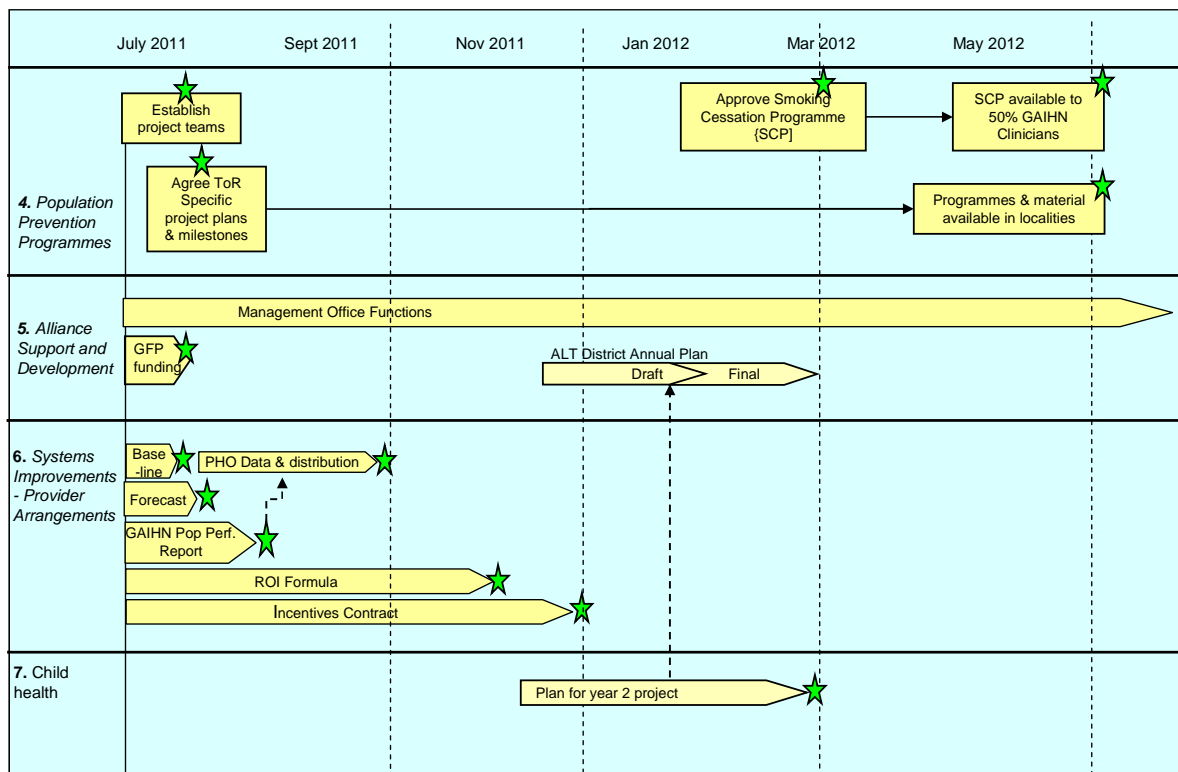 July 2011
Sept 2011
Nov 2011
Jan 2012
Mar 2012
May 2012
4. Population
Prevention
Programmes
Establish
project teams
Agree ToR
Specific
project plans
& milestones
Approve Smoking
Cessation Programme
{SCP]
SCP available to
50% GAIHN
Clinicians
Programmes & material
available in localities
5. Alliance
Support and
Development
Management Office Functions
GFP
funding
ALT District Annual Plan
Draft
Final
6. Systems
Improvements
- Provider
Arrangements
Base
-line
PHO Data & distribution
Forecast
GAIHN Pop Perf.
Report
ROI Formula
Incentives Contract
7. Child
health
Plan for year 2 project